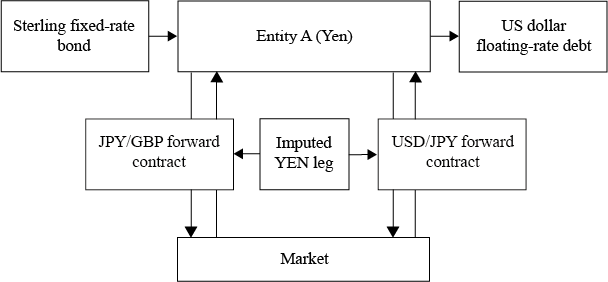 Sterling fixed-rate
bond
Entity A (Yen)
US dollar
floating-rate debt
JPY/GBP forward
contract
Imputed
YEN leg
USD/JPY forward
contract
Market